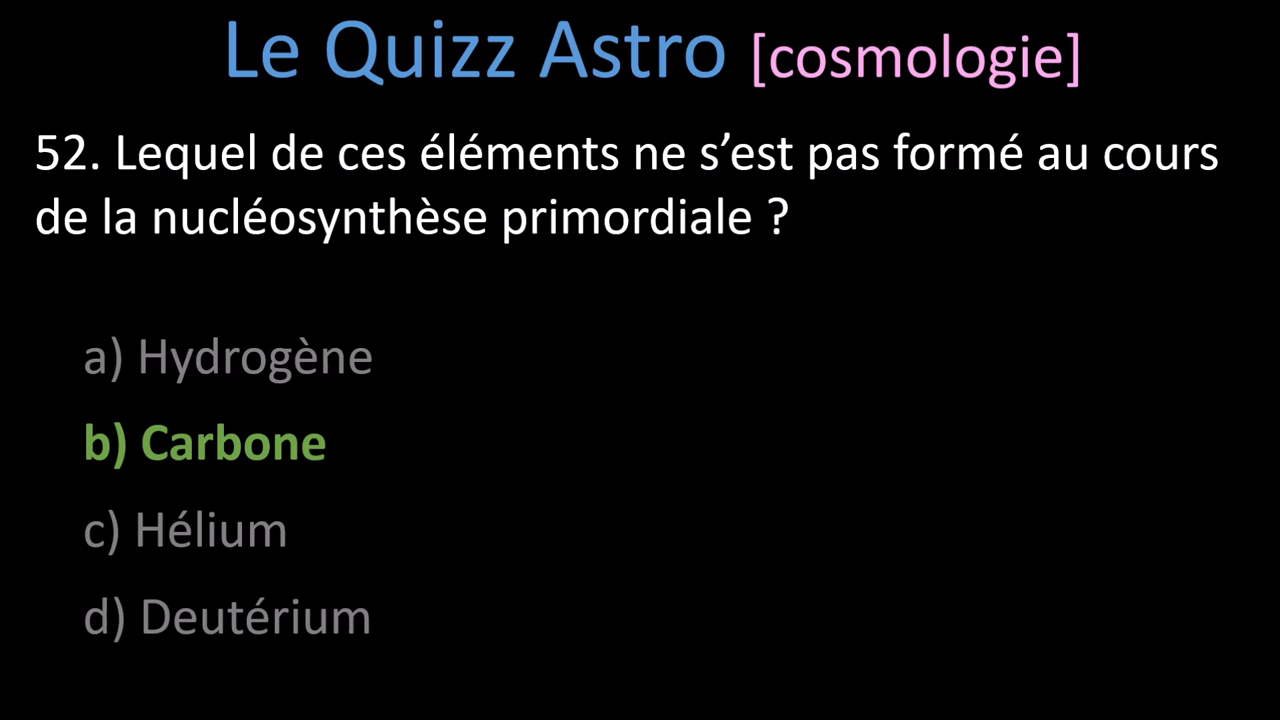 Le Quizz Astro [cosmologie]
52. Lequel de ces éléments ne s’est pas formé au cours
de la nucléosynthèse primordiale ?
a) Hydrogène
b) Carbone
c) Hélium
d) Deutérium